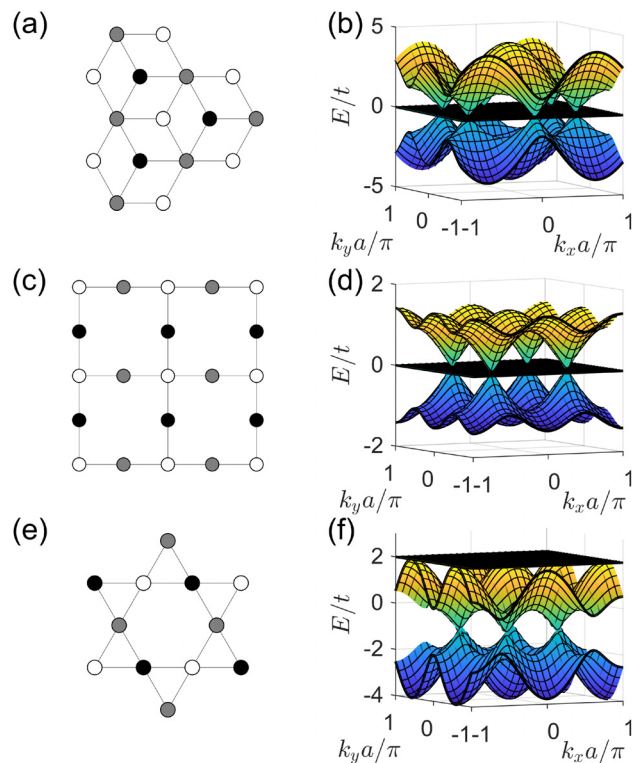 (a)
(b)
5
0
-5
E/t
1
0
-1
-1
0
1
k_y a/π
k_x a/π
(c)
(d)
2
0
-2
E/t
1
0
-1
-1
0
1
k_y a/π
k_x a/π
(e)
(f)
2
0
-2
-4
E/t
1
0
-1
-1
0
1
k_y a/π
k_x a/π